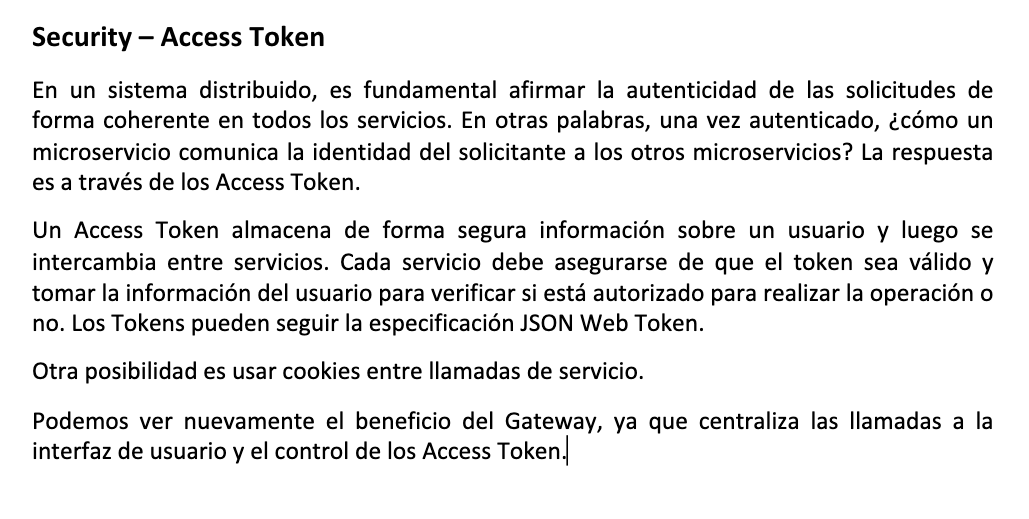 Security – Access Token
En un sistema distribuido, es fundamental afirmar la autenticidad de las solicitudes de
forma coherente en todos los servicios. En otras palabras, una vez autenticado, ¿cómo un
microservicio comunica la identidad del solicitante a los otros microservicios? La respuesta
es a través de los Access Token.
Un Access Token almacena de forma segura información sobre un usuario y luego se
intercambia entre servicios. Cada servicio debe asegurarse de que el token sea válido y
tomar la información del usuario para verificar si está autorizado para realizar la operación o
no. Los Tokens pueden seguir la especificación JSON Web Token.
Otra posibilidad es usar cookies entre llamadas de servicio.
Podemos ver nuevamente el beneficio del Gateway, ya que centraliza las llamadas a la
interfaz de usuario y el control de los Access Token.